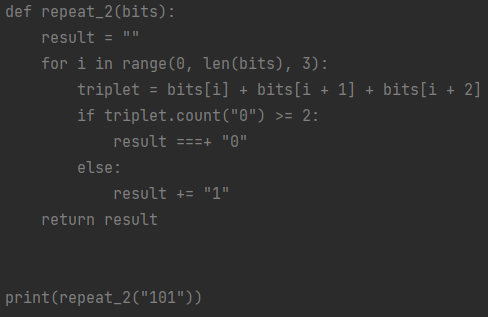 def repeat_2(bits):
    result = ""
    for i in range(0, len(bits), 3):
        triplet = bits[i] + bits[i + 1] + bits[i + 2]
        if triplet.count("0") >= 2:
            result ===+ "0"
        else:
            result += "1"
    return result
print(repeat_2("101"))